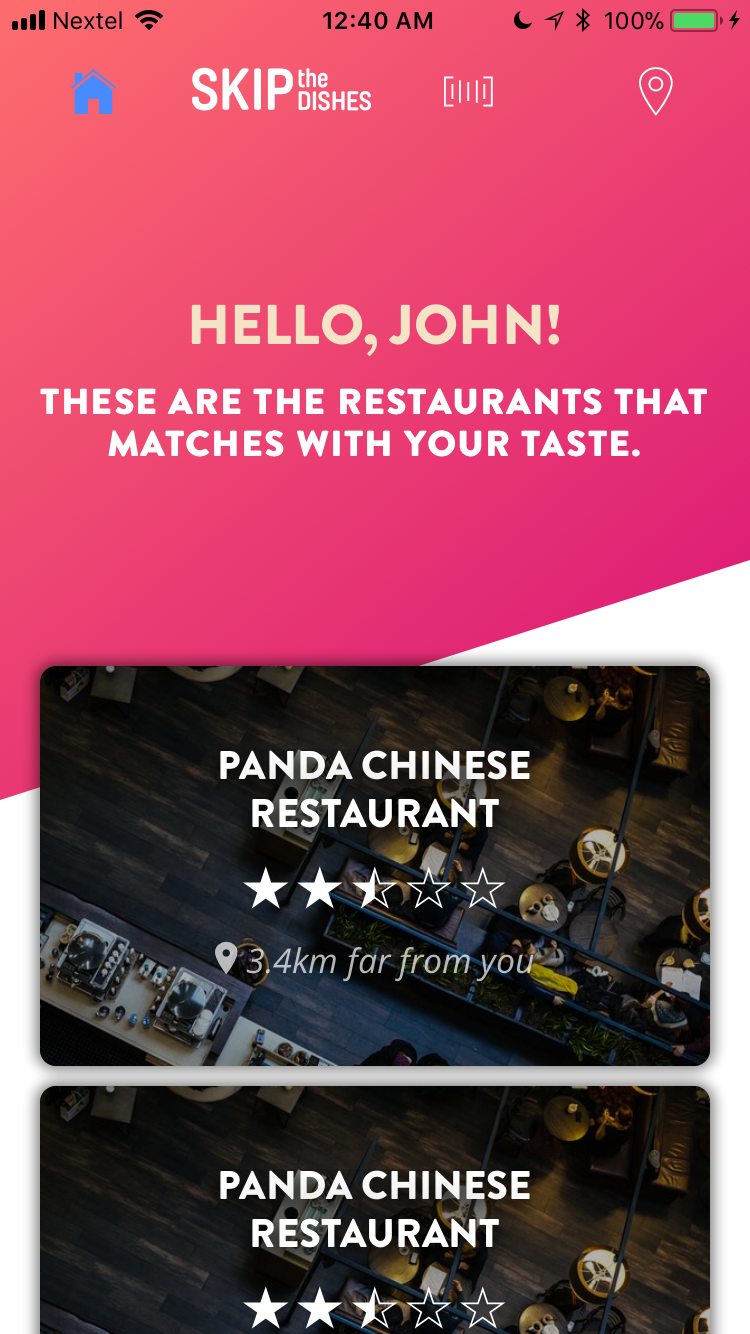 Nextel 12:40 AM 100%
SKIP the DISHES
HELLO, JOHN!
THESE ARE THE RESTAURANTS THAT
MATCHES WITH YOUR TASTE.
PANDA CHINESE
RESTAURANT
3.4km far from you
PANDA CHINESE
RESTAURANT